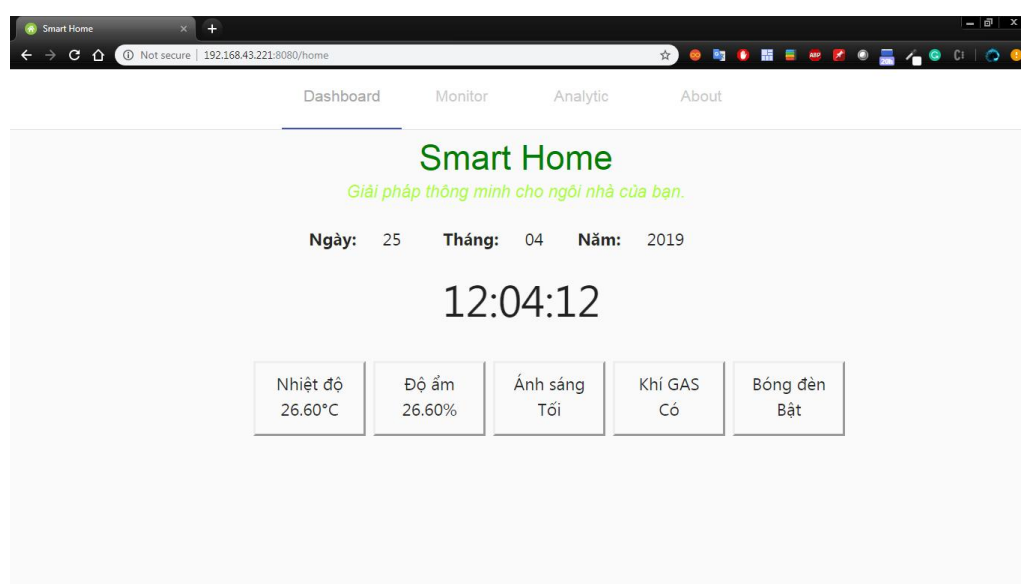 Smart Home
Not secure | 192.168.43.221:8080/home
Dashboard Monitor Analytic About
Smart Home
Giải pháp thông minh cho ngôi nhà của bạn.
Ngày: 25 Tháng: 04 Năm: 2019
12:04:12
Nhiệt độ Độ ẩm Ánh sáng Khí GAS Bóng đèn
26.60°C 26.60% Tối Có Bật